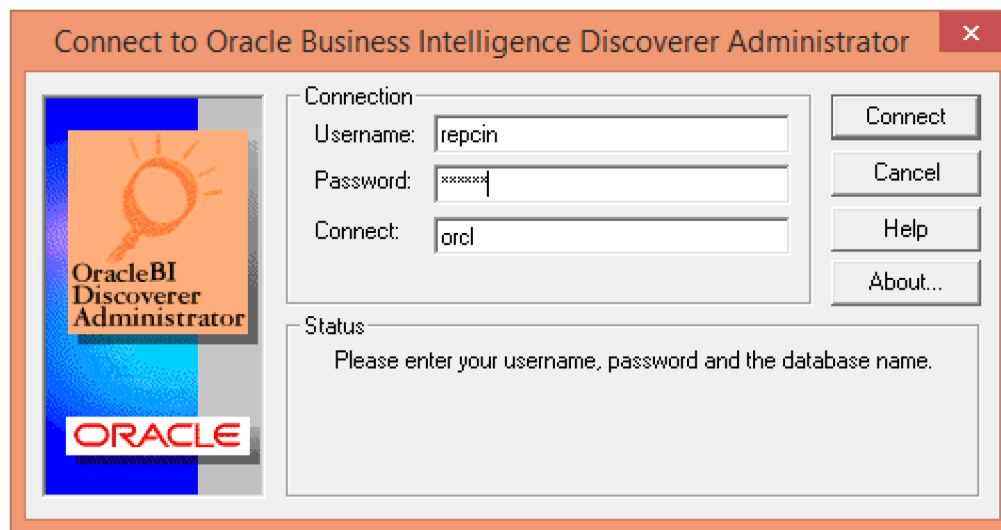 Connect to Oracle Business Intelligence Discoverer Administrator
×
Connection
Username: repcin
Password: ******
Connect: orcl
Connect
Cancel
Help
About...
OracleBI
Discoverer
Administrator
ORACLE
Status
Please enter your username, password and the database name.